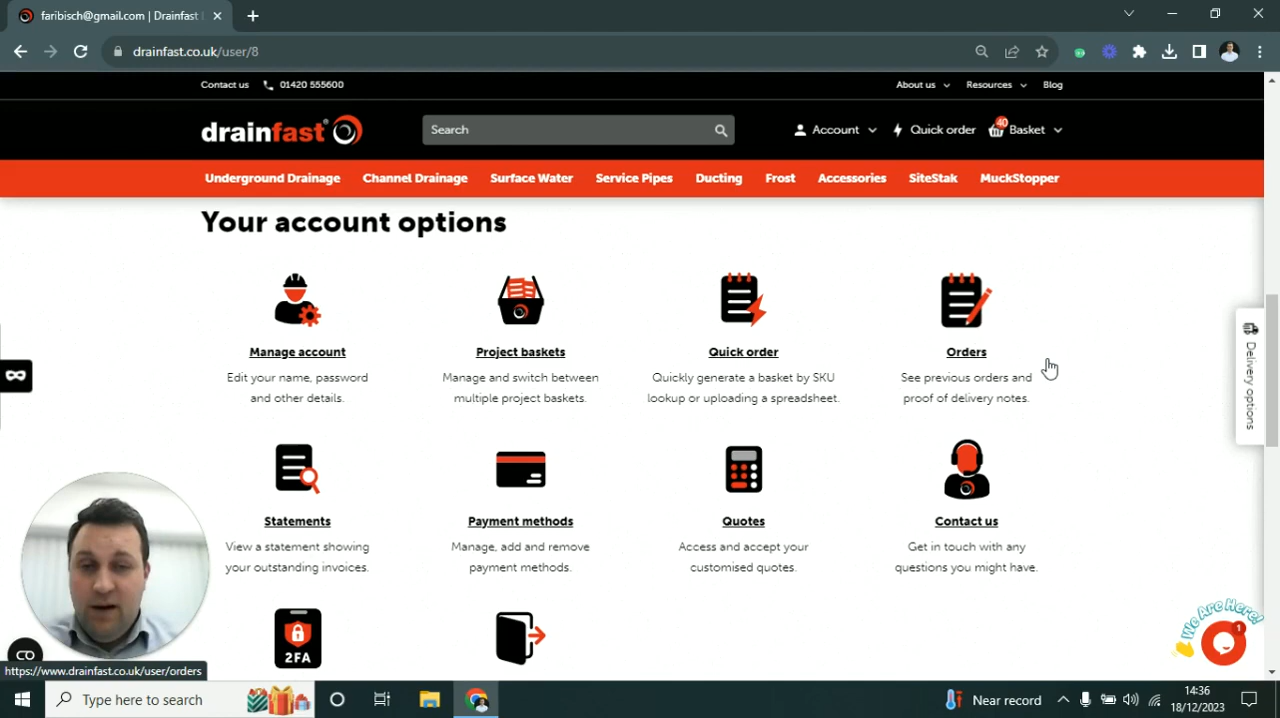 faribisch@gmail.com | Drainfast
drainfast.co.uk/user/8
Contact us 01420 555600 About us Resources Blog
drainfast® Search Account Quick order 40 Basket
Underground Drainage Channel Drainage Surface Water Service Pipes Ducting Frost Accessories SiteStak MuckStopper
Your account options
Manage account
Edit your name, password
and other details.
Project baskets
Manage and switch between
multiple project baskets.
Quick order
Quickly generate a basket by SKU
lookup or uploading a spreadsheet.
Orders
See previous orders and
proof of delivery notes.
Delivery options
Statements
View a statement showing
your outstanding invoices.
Payment methods
Manage, add and remove
payment methods.
Quotes
Access and accept your
customised quotes.
Contact us
Get in touch with any
questions you might have.
2FA
We Are Here!
1
https://www.drainfast.co.uk/user/orders
Type here to search
Near record
14:36
18/12/2023